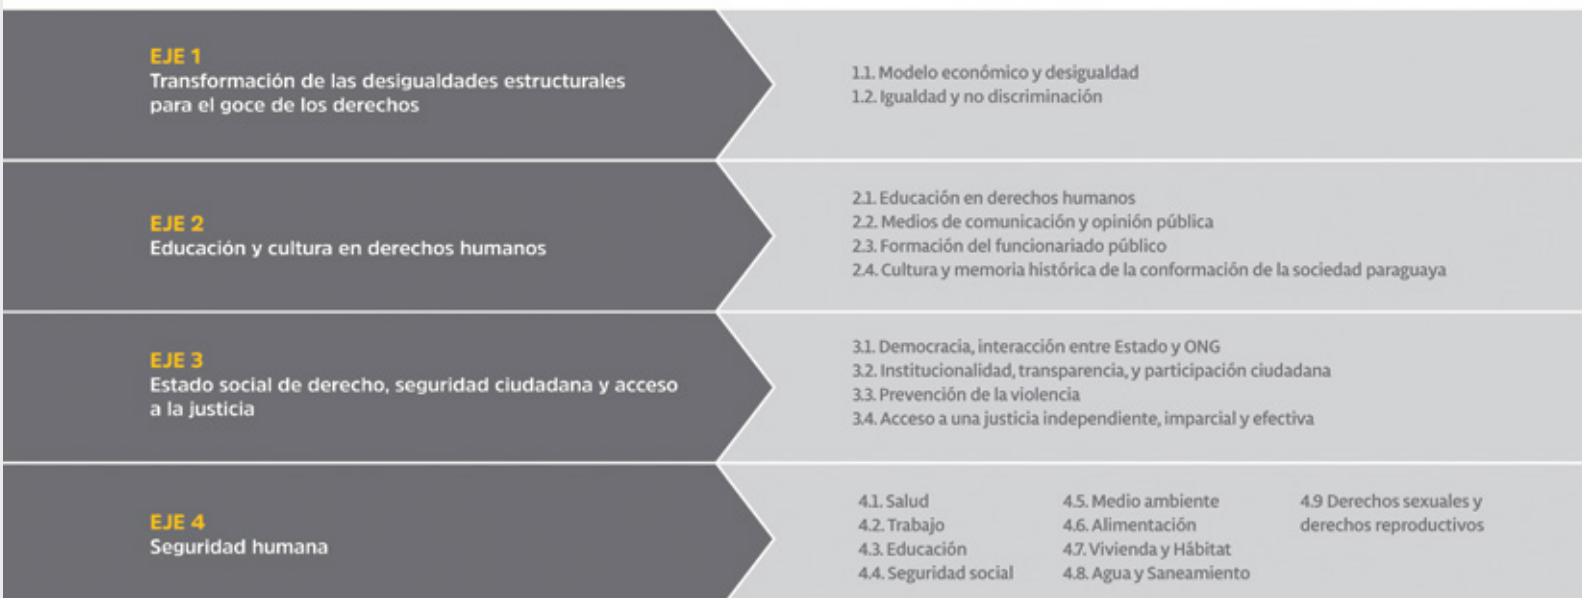 EJE 1
Transformación de las desigualdades estructurales
para el goce de los derechos
1.1. Modelo económico y desigualdad
1.2. Igualdad y no discriminación
EJE 2
Educación y cultura en derechos humanos
2.1. Educación en derechos humanos
2.2. Medios de comunicación y opinión pública
2.3. Formación del funcionariado público
2.4. Cultura y memoria histórica de la conformación de la sociedad paraguaya
EJE 3
Estado social de derecho, seguridad ciudadana y acceso
a la justicia
3.1. Democracia, interacción entre Estado y ONG
3.2. Institucionalidad, transparencia, y participación ciudadana
3.3. Prevención de la violencia
3.4. Acceso a una justicia independiente, imparcial y efectiva
EJE 4
Seguridad humana
4.1. Salud
4.2. Trabajo
4.3. Educación
4.4. Seguridad social
4.5. Medio ambiente
4.6. Alimentación
4.7. Vivienda y Hábitat
4.8. Agua y Saneamiento
4.9 Derechos sexuales y
derechos reproductivos